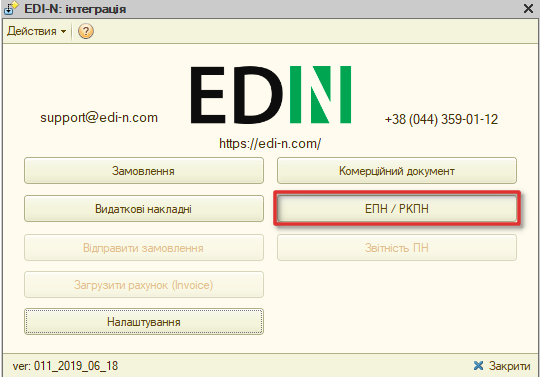 EDI-N: інтеграція
Действия
?
EDIN
support@edi-n.com
+38 (044) 359-01-12
https://edi-n.com/
Замовлення
Комерційний документ
Видаткові накладні
ЕПН / РКПН
Відправити замовлення
Звітність ПН
Загрузити рахунок (Invoice)
Налаштування
ver: 011_2019_06_18
Закрити